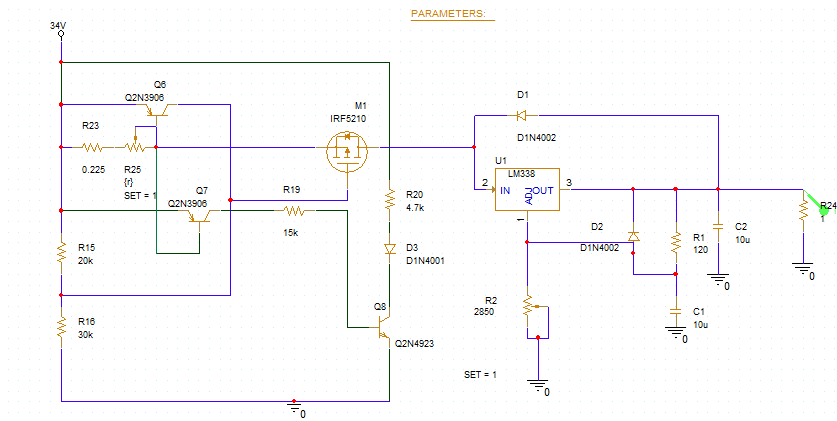 PARAMETERS:
34V
Q6
Q2N3906
M1
IRF5210
D1
D1N4002
R23
0.225
R25
{r}
SET = 1
Q7
Q2N3906
R19
15k
R20
4.7k
U1
LM338
2
IN
OUT
3
ADJ
1
R24
1
R15
20k
D3
D1N4001
D2
D1N4002
R1
120
C2
10u
0
0
R16
30k
Q8
Q2N4923
R2
2850
C1
10u
0
SET = 1
0
0